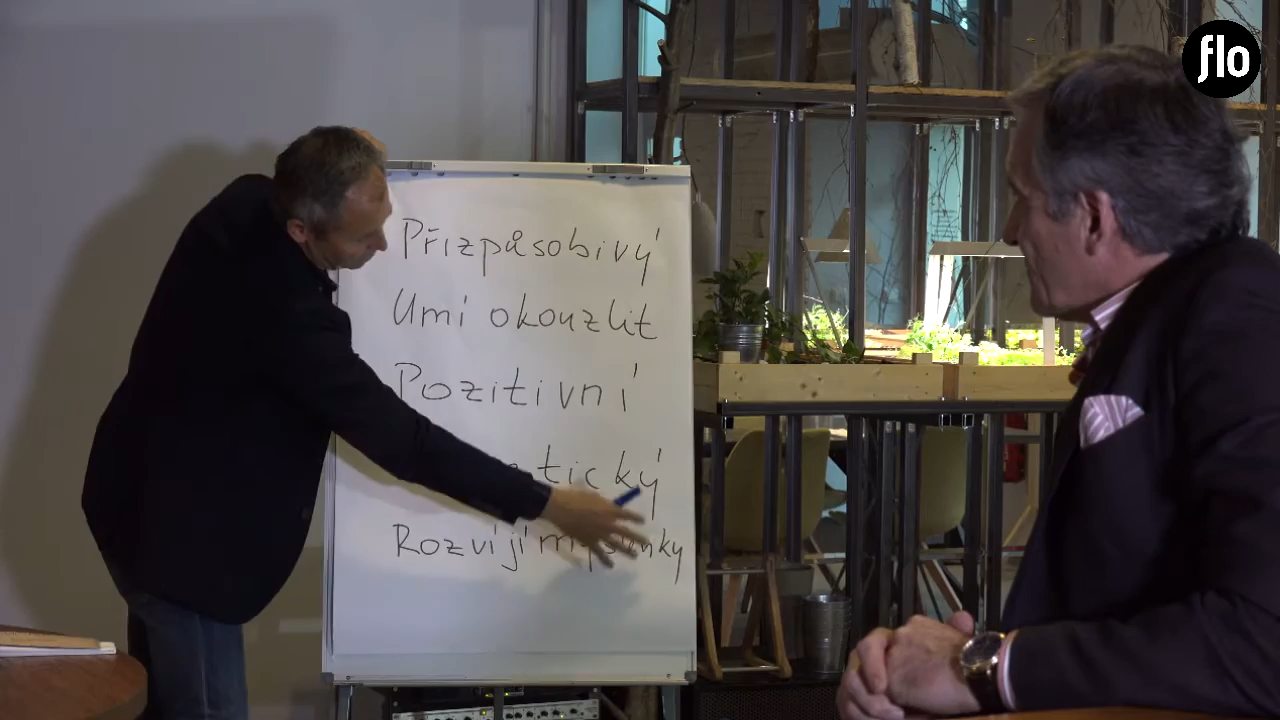 flo
Přizpůsobivý
Umí okouzlit
Pozitivní
Rozvíjí